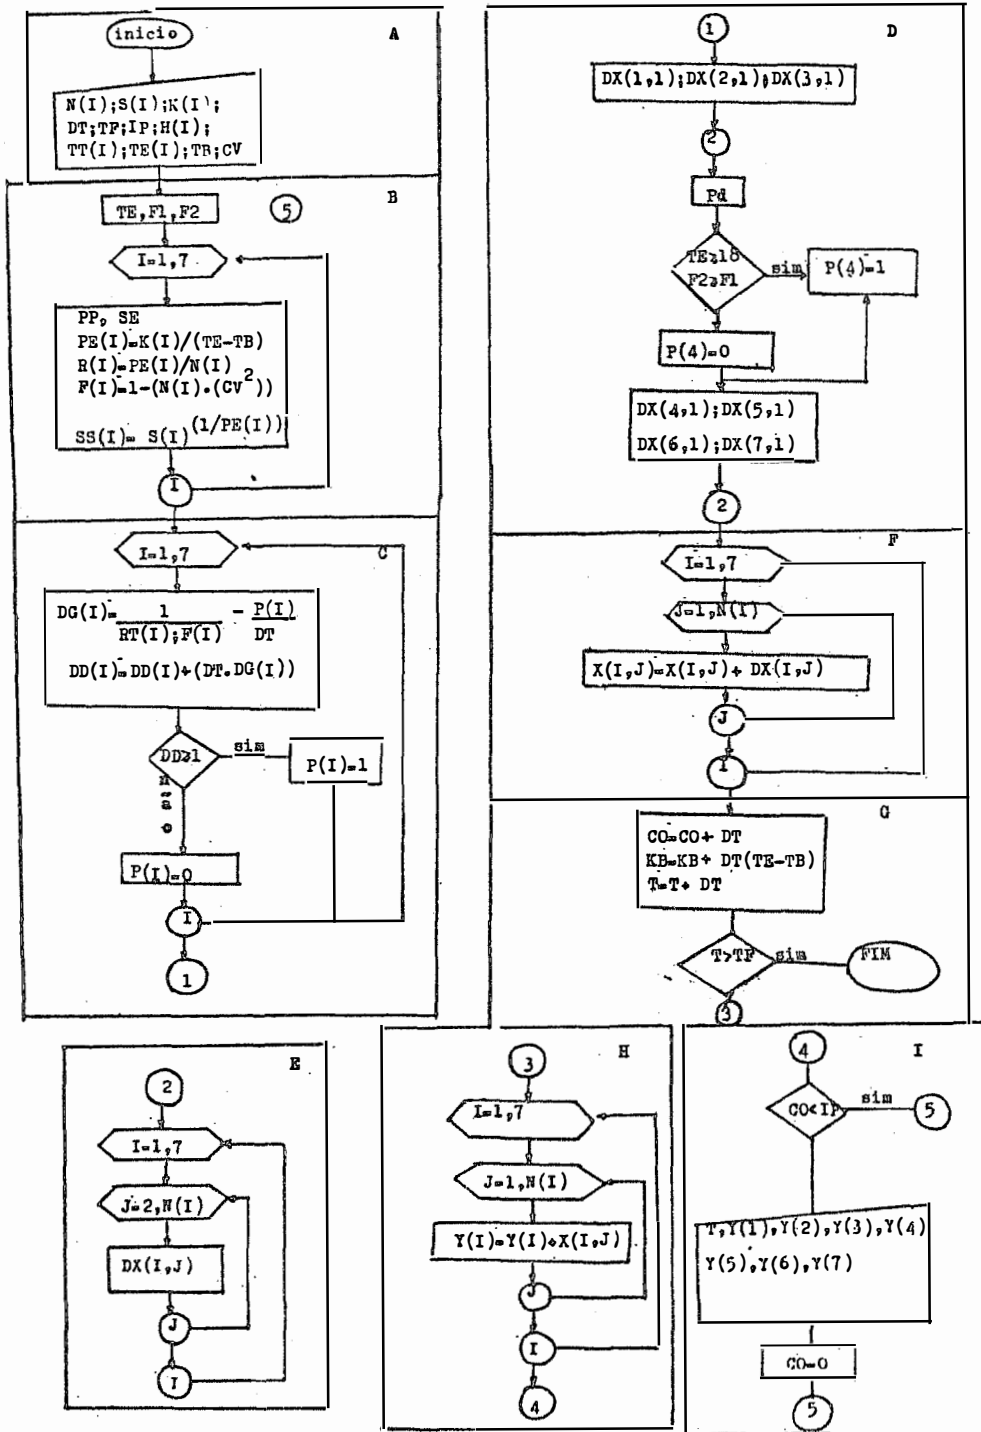 A
inicio
N(I);S(I);K(I);
DT;TF;IP;H(I);
TT(I);TE(I);TB;CV
B
TE,F1,F2
5
I=1,7
PP, SE
PE(I)=K(I)/(TE-TB)
R(I)=PE(I)/N(I)
F(I)=1-(N(I).(CV²))
SS(I)= S(I)^(1/PE(I))
I
C
I=1,7
DG(I)= 1/RT(I);F(I) - P(I)/DT
DD(I)=DD(I)+(DT.DG(I))
DD≥1
sim
P(I)=1
não
P(I)=0
I
1
D
1
DX(1,1);DX(2,1);DX(3,1)
2
Pd
TE≥18
F2≥F1
sim
P(4)=1
P(4)=0
DX(4,1);DX(5,1)
DX(6,1);DX(7,1)
2
F
I=1,7
J=1,N(I)
X(I,J)=X(I,J)+ DX(I,J)
J
I
G
CO=CO+ DT
KB=KB+ DT(TE-TB)
T=T+ DT
T>TF
sim
FIM
3
E
2
I=1,7
J=2,N(I)
DX(I,J)
J
I
H
3
I=1,7
J=1,N(I)
Y(I)=Y(I)+X(I,J)
J
I
4
I
4
CO<IP
sim
5
T,Y(1),Y(2),Y(3),Y(4)
Y(5),Y(6),Y(7)
CO=0
5